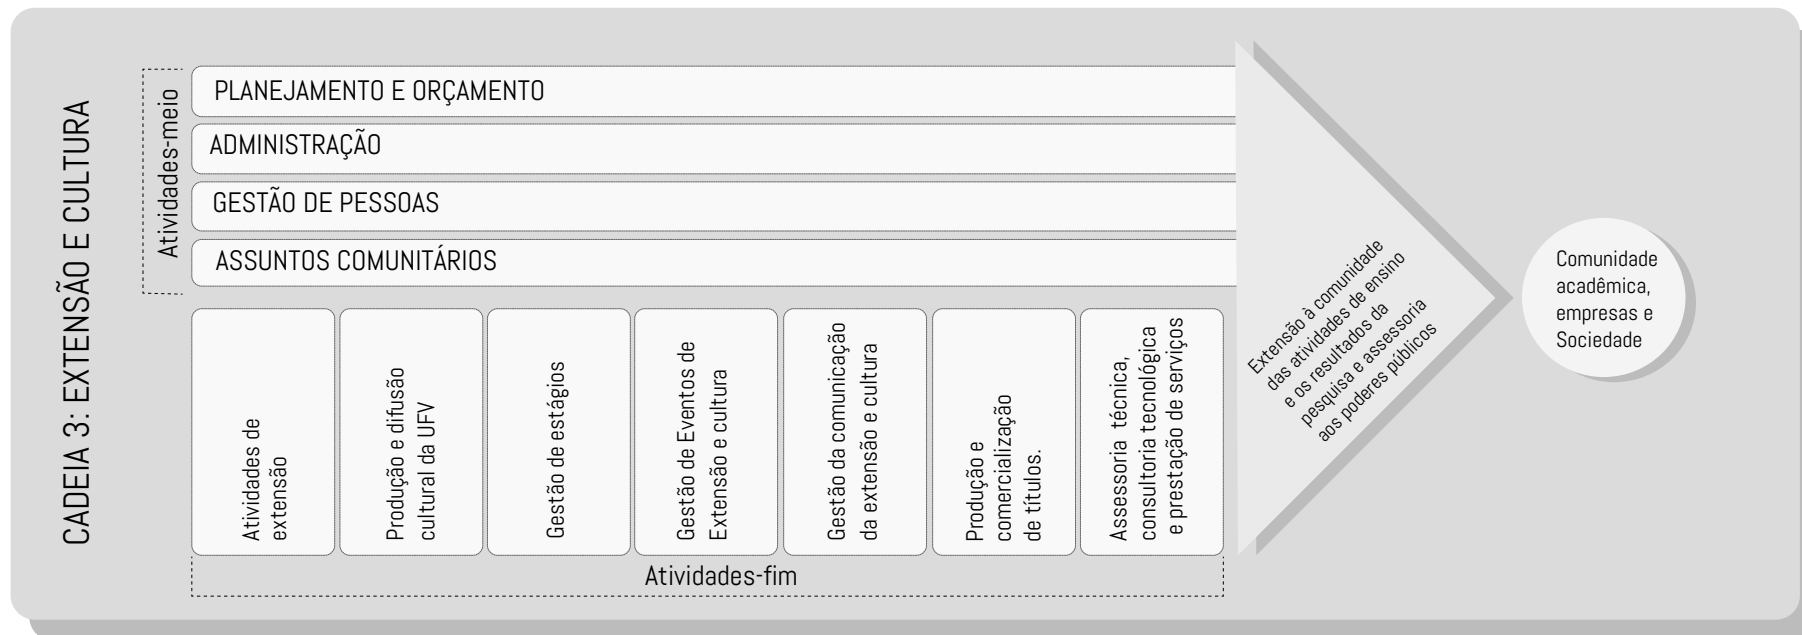 CADEIA 3: EXTENSÃO E CULTURA
Atividades-meio
PLANEJAMENTO E ORÇAMENTO
ADMINISTRAÇÃO
GESTÃO DE PESSOAS
ASSUNTOS COMUNITÁRIOS
Atividades de
extensão
Produção e difusão
cultural da UFV
Gestão de estágios
Gestão de Eventos de
Extensão e cultura
Gestão da comunicação
da extensão e cultura
Produção e
comercialização
de títulos.
Assessoria técnica,
consultoria tecnológica
e prestação de serviços
Atividades-fim
Extensão à comunidade
das atividades de ensino
e os resultados da
pesquisa e assessoria
aos poderes públicos
Comunidade
acadêmica,
empresas e
Sociedade